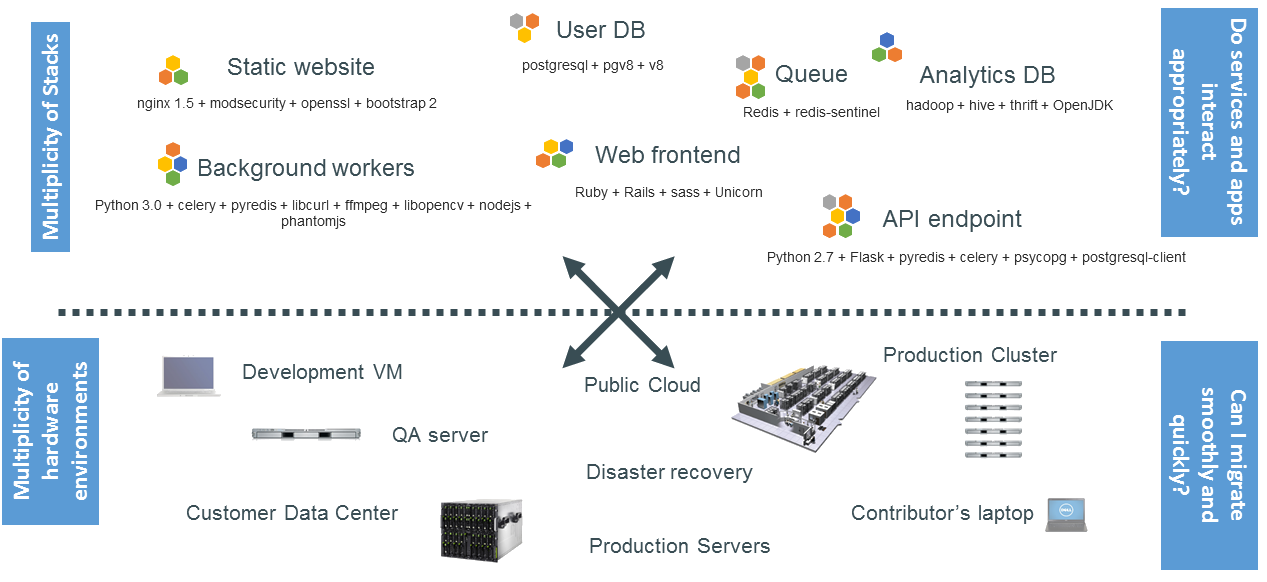 Multiplicity of Stacks
Do services and apps
interact
appropriately?
User DB
postgresql + pgv8 + v8
Static website
nginx 1.5 + modsecurity + openssl + bootstrap 2
Queue
Redis + redis-sentinel
Analytics DB
hadoop + hive + thrift + OpenJDK
Background workers
Python 3.0 + celery + pyredis + libcurl + ffmpeg + libopencv + nodejs +
phantomjs
Web frontend
Ruby + Rails + sass + Unicorn
API endpoint
Python 2.7 + Flask + pyredis + celery + psycopg + postgresql-client
Multiplicity of
hardware
environments
Can I migrate
smoothly and
quickly?
Development VM
Public Cloud
Production Cluster
QA server
Disaster recovery
Customer Data Center
Contributor’s laptop
DELL
Production Servers